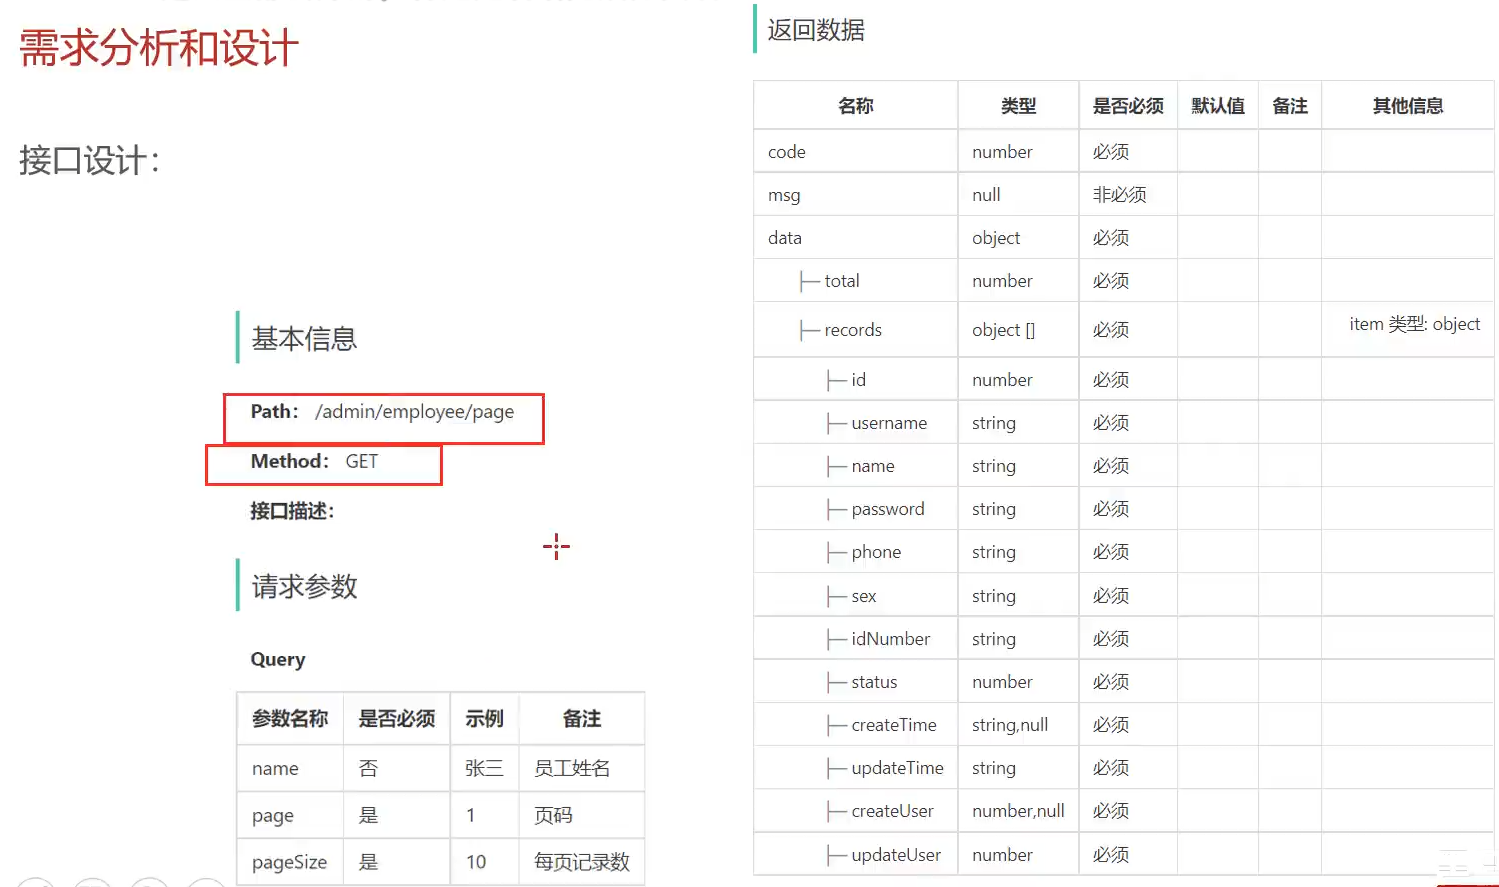 需求分析和设计
接口设计：
基本信息
Path： /admin/employee/page
Method： GET
接口描述：
请求参数
Query
参数名称 是否必须 示例 备注
name 否 张三 员工姓名
page 是 1 页码
pageSize 是 10 每页记录数
返回数据
名称 类型 是否必须 默认值 备注 其他信息
code number 必须
msg null 非必须
data object 必须
├─ total number 必须
├─ records object [] 必须 item 类型: object
├─ id number 必须
├─ username string 必须
├─ name string 必须
├─ password string 必须
├─ phone string 必须
├─ sex string 必须
├─ idNumber string 必须
├─ status number 必须
├─ createTime string,null 必须
├─ updateTime string 必须
├─ createUser number,null 必须
├─ updateUser number 必须